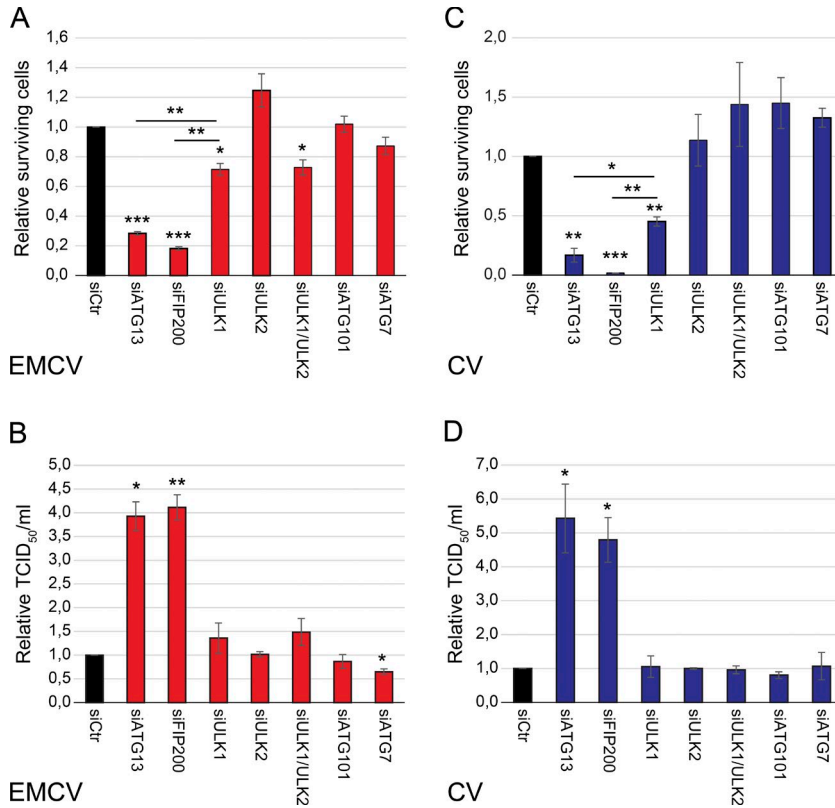 A
Relative surviving cells
1,6
1,4
1,2
1,0
0,8
0,6
0,4
0,2
0,0
***
***
**
**
*
*
siCtr
siATG13
siFIP200
siULK1
siULK2
siULK1/ULK2
siATG101
siATG7
EMCV
C
Relative surviving cells
2,0
1,5
1,0
0,5
0,0
**
***
*
**
**
siCtr
siATG13
siFIP200
siULK1
siULK2
siULK1/ULK2
siATG101
siATG7
CV
B
Relative TCID50/ml
5,0
4,5
4,0
3,5
3,0
2,5
2,0
1,5
1,0
0,5
0,0
*
**
*
siCtr
siATG13
siFIP200
siULK1
siULK2
siULK1/ULK2
siATG101
siATG7
EMCV
D
Relative TCID50/ml
7,0
6,0
5,0
4,0
3,0
2,0
1,0
0,0
*
*
siCtr
siATG13
siFIP200
siULK1
siULK2
siULK1/ULK2
siATG101
siATG7
CV